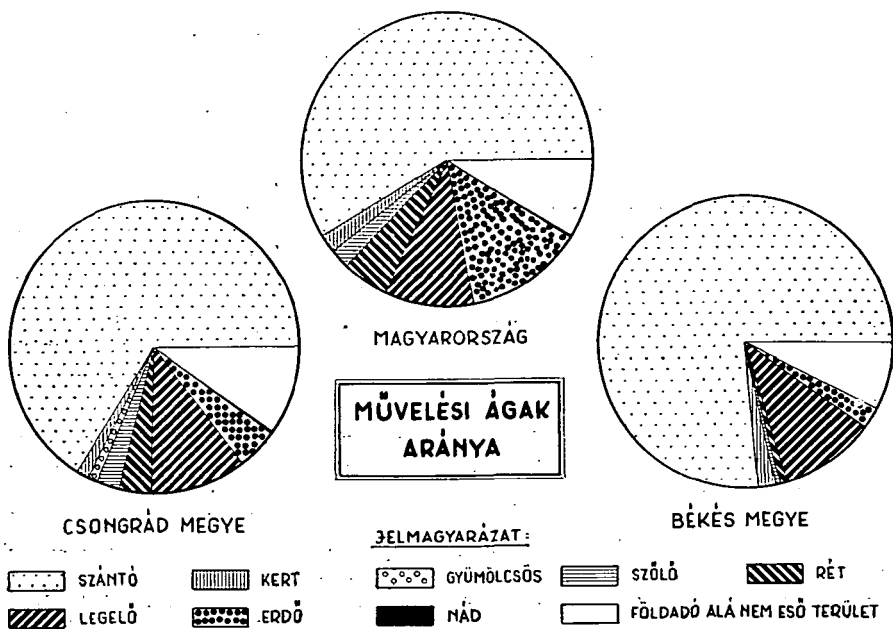 MAGYARORSZÁG
MŰVELÉSI ÁGAK
ARÁNYA
CSONGRÁD MEGYE
BÉKÉS MEGYE
JELMAGYARÁZAT:
SZÁNTÓ KERT GYÜMÖLCSÖS SZŐLŐ RÉT
LEGELŐ ERDŐ NÁD FÖLDADÓ ALÁ NEM ESŐ TERÜLET